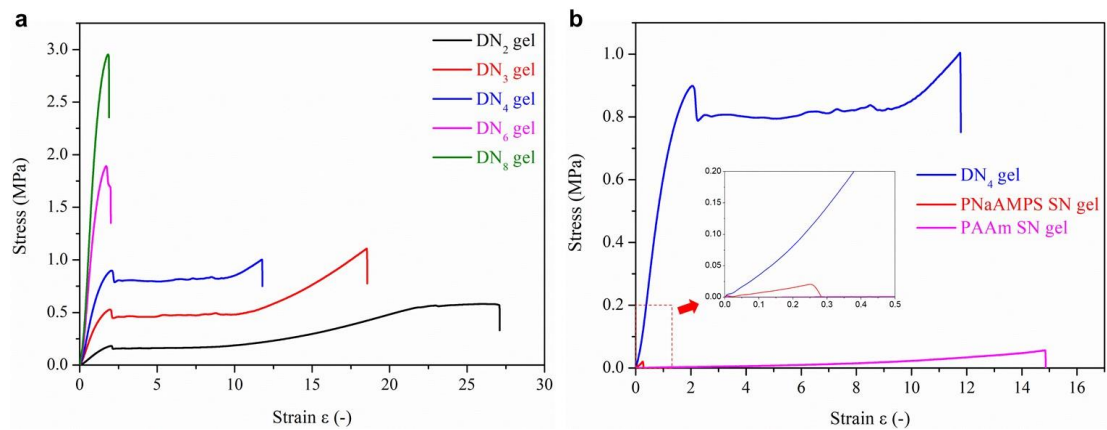 a
DN₂ gel
DN₃ gel
DN₄ gel
DN₆ gel
DN₈ gel
3.0
2.5
2.0
1.5
1.0
0.5
0.0
Stress (MPa)
0 5 10 15 20 25 30
Strain ε (-)
b
1.0
0.8
0.6
0.4
0.2
0.0
Stress (MPa)
0.20
0.15
0.10
0.05
0.00
0.0 0.1 0.2 0.3 0.4 0.5
DN₄ gel
PNaAMPS SN gel
PAAm SN gel
0 2 4 6 8 10 12 14 16
Strain ε (-)